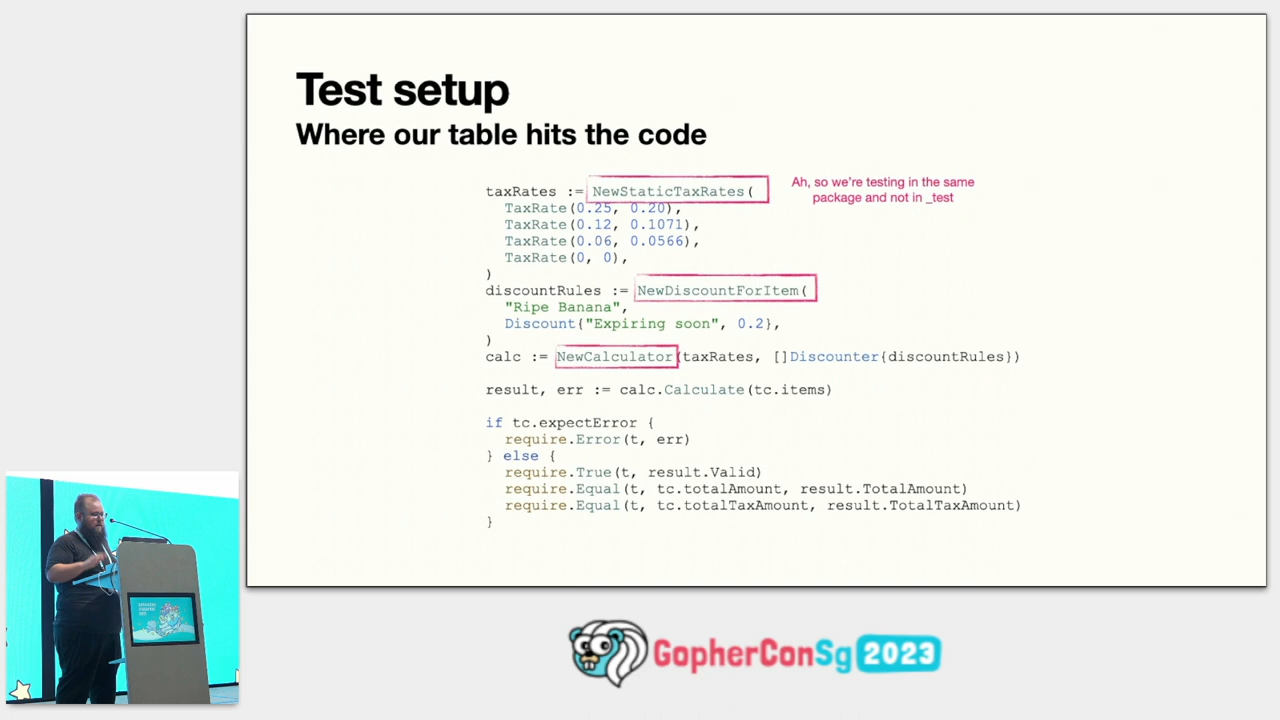 Test setup
Where our table hits the code
taxRates := NewStaticTaxRates(
TaxRate(0.25, 0.20),
TaxRate(0.12, 0.1071),
TaxRate(0.06, 0.0566),
TaxRate(0, 0),
)
discountRules := NewDiscountForItem(
"Ripe Banana",
Discount{"Expiring soon", 0.2},
)
calc := NewCalculator(taxRates, []Discounter{discountRules})
result, err := calc.Calculate(tc.items)
if tc.expectError {
require.Error(t, err)
} else {
require.True(t, result.Valid)
require.Equal(t, tc.totalAmount, result.TotalAmount)
require.Equal(t, tc.totalTaxAmount, result.TotalTaxAmount)
}
Ah, so we're testing in the same
package and not in _test
GopherConSg 2023